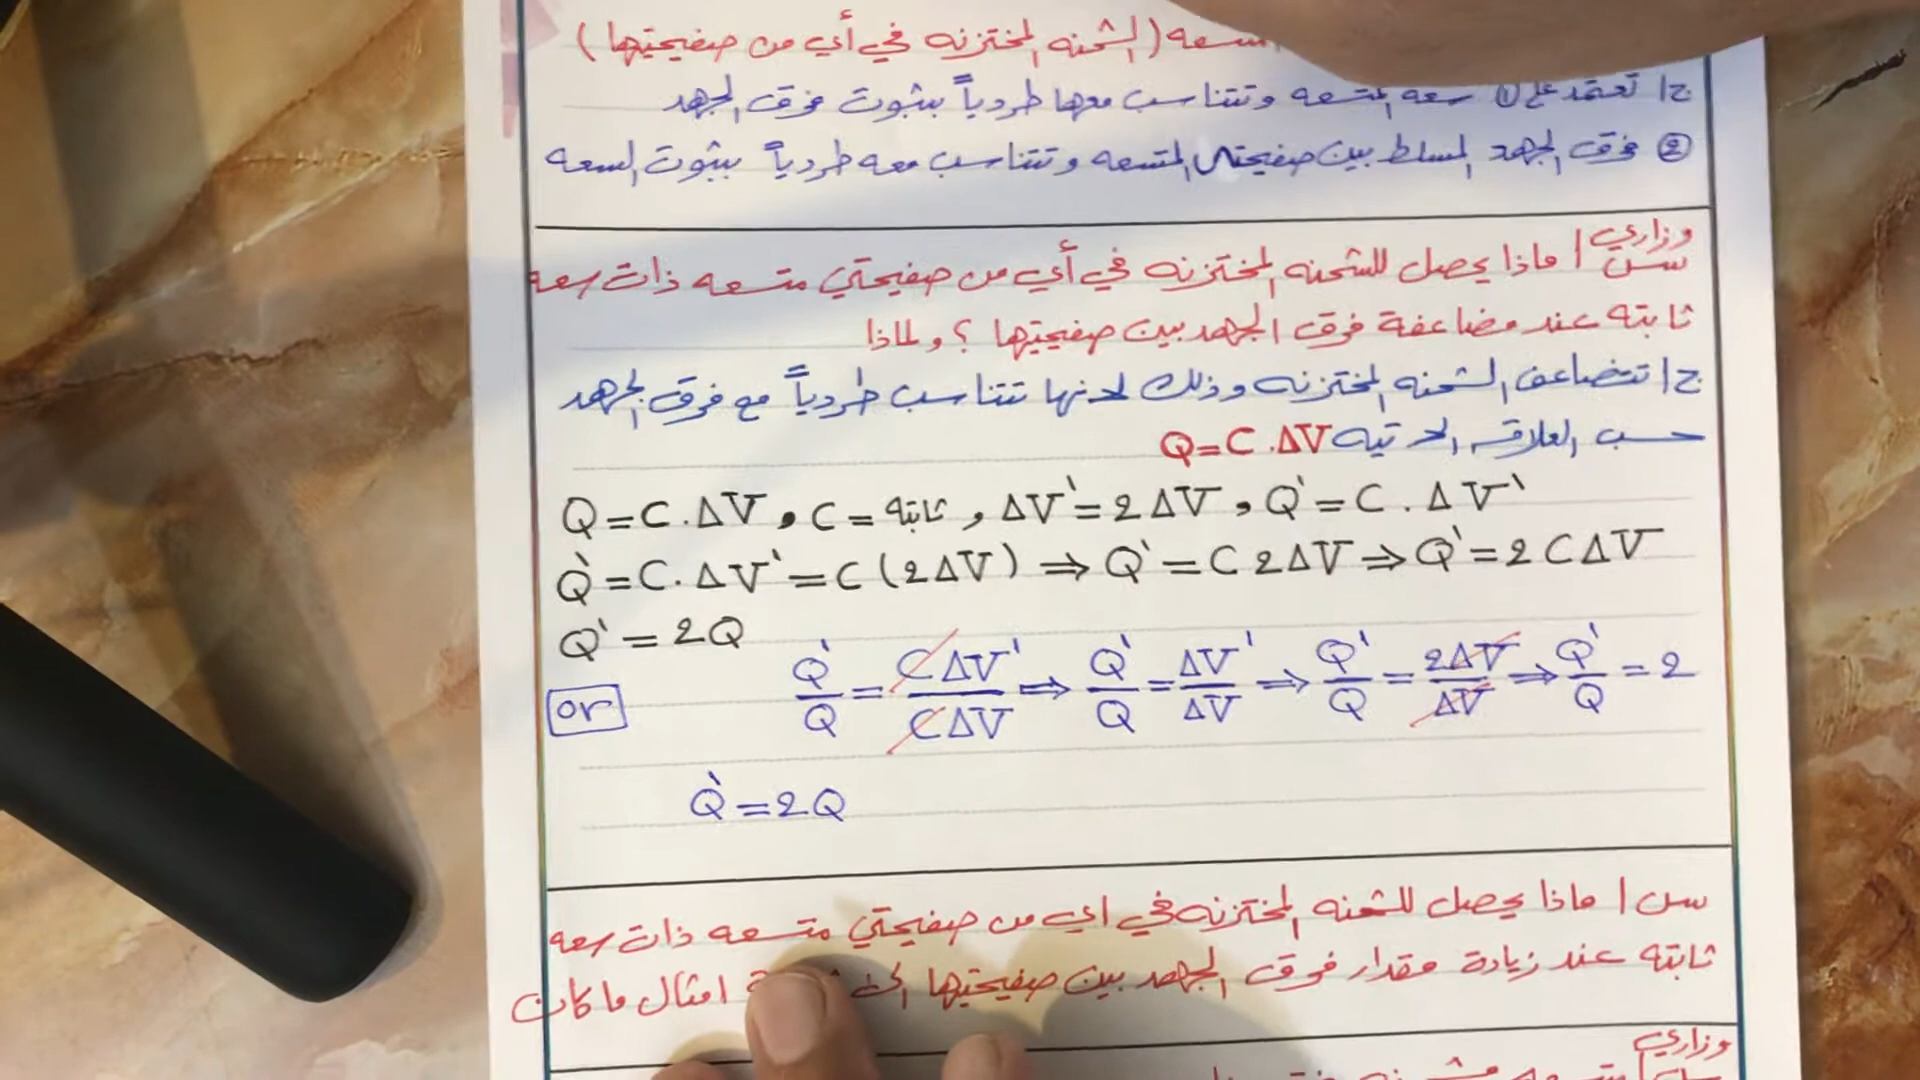 (الشحنه المختزنه في أي من صفيحتيها)
ج/ تعتمد على ① سعه المتسعه وتتناسب معها طردياً بثبوت فرق الجهد
② فرق الجهد المسلط بين صفيحتي المتسعه وتتناسب معه طردياً بثبوت السعه
وزاري
س/ ماذا يحصل للشحنه المختزنه في أي من صفيحتي متسعه ذات سعه
ثابته عند مضاعفة فرق الجهد بين صفيحتيها ؟ ولماذا
ج/ تتضاعف الشحنه المختزنه وذلك لانها تتناسب طردياً مع فرق الجهد
حسب العلاقه الاتيه Q=C.ΔV
Q=C.ΔV , C= ثابته , ΔV'=2ΔV , Q'=C.ΔV'
Q'=C.ΔV'=C(2ΔV) ⇒ Q'=C2ΔV ⇒ Q'=2CΔV
Q'=2Q
or Q'/Q = CΔV'/CΔV ⇒ Q'/Q = ΔV'/ΔV ⇒ Q'/Q = 2ΔV/ΔV ⇒ Q'/Q = 2
Q'=2Q
س/ ماذا يحصل للشحنه المختزنه في اي من صفيحتي متسعه ذات سعه
ثابته عند زيادة مقدار فرق الجهد بين صفيحتيها امثال ما كان
وزاري